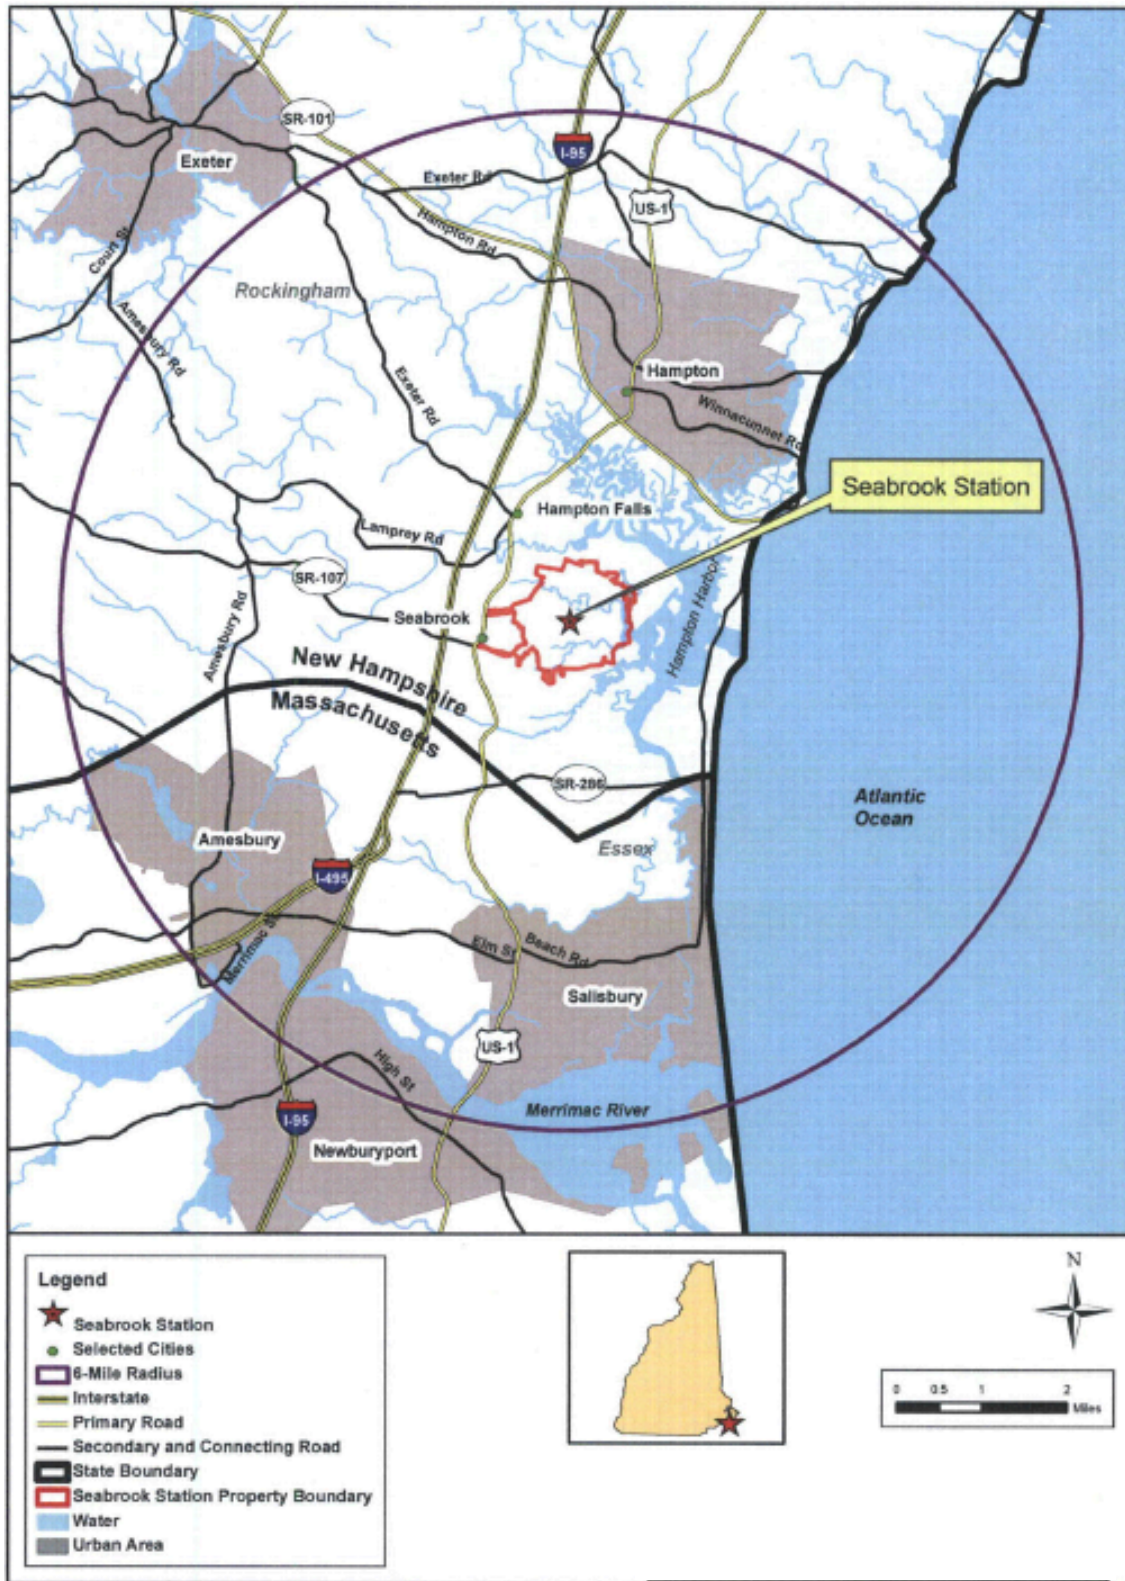 SR-101
I-95
Exeter
Exeter Rd
US-1
Hampton Rd
Court St
Rockingham
Amesbury Rd
Hampton
Exeter Rd
Winnacunnet Rd
Seabrook Station
Hampton Falls
Lamprey Rd
SR-107
Hampton Harbor
Seabrook
Amesbury Rd
New Hampshire
Massachusetts
SR-286
Atlantic
Ocean
Amesbury
Essex
I-495
Merrimac St
Elm St
Beach Rd
Salisbury
US-1
High St
Merrimac River
I-95
Newburyport
Legend
Seabrook Station
Selected Cities
6-Mile Radius
Interstate
Primary Road
Secondary and Connecting Road
State Boundary
Seabrook Station Property Boundary
Water
Urban Area
N
0 0.5 1 2
Miles